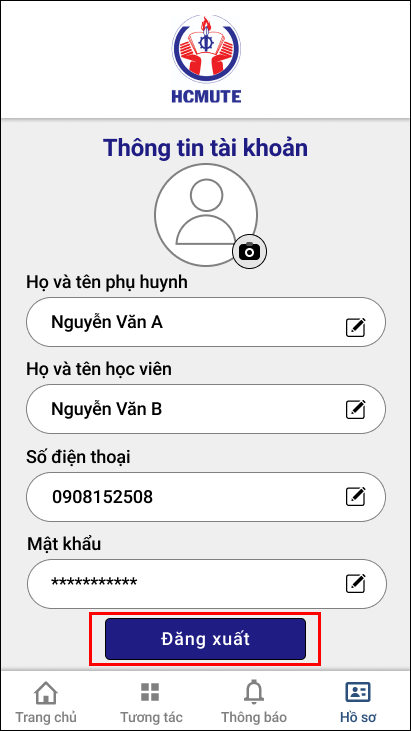 HCMUTE
Thông tin tài khoản
Họ và tên phụ huynh
Nguyễn Văn A
Họ và tên học viên
Nguyễn Văn B
Số điện thoại
0908152508
Mật khẩu
***********
Đăng xuất
Trang chủ Tương tác Thông báo Hồ sơ